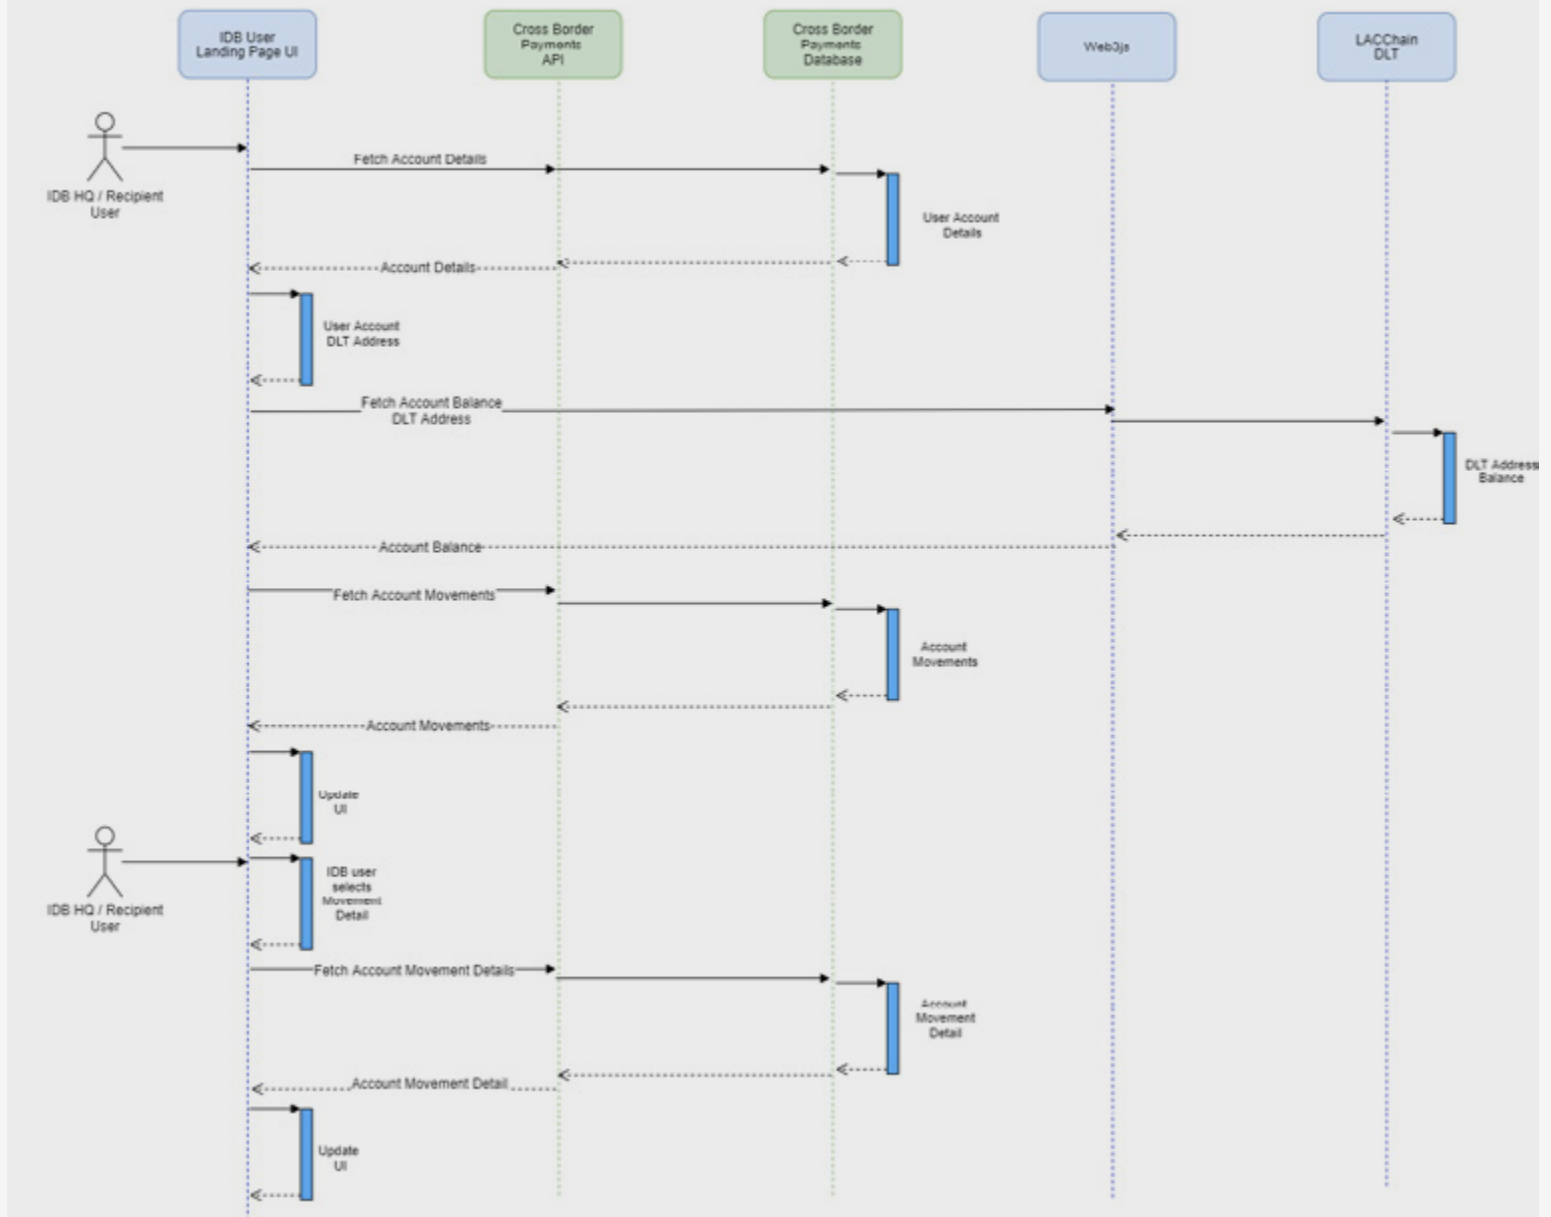 IDB User
Landing Page UI
Cross Border
Payments
API
Cross Border
Payments
Database
Web3js
LACChain
DLT
IDB HQ / Recipient
User
Fetch Account Details
User Account
Details
Account Details
User Account
DLT Address
Fetch Account Balance
DLT Address
DLT Address
Balance
Account Balance
Fetch Account Movements
Account
Movements
Account Movements
Update
UI
IDB HQ / Recipient
User
IDB user
selects
Movement
Detail
Fetch Account Movement Details
Account
Movement
Detail
Account Movement Detail
Update
UI